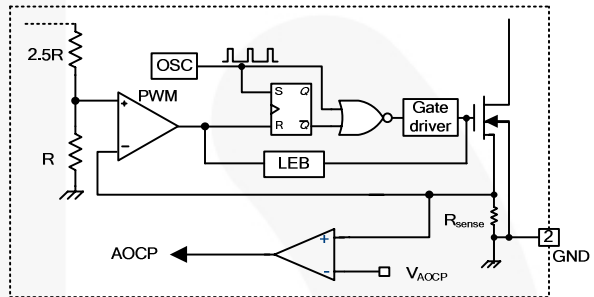 2.5R
OSC
PWM
+
S Q
Q̅
R
Gate
driver
R
−
LEB
Rsense
2
GND
AOCP
+
-
VAOCP